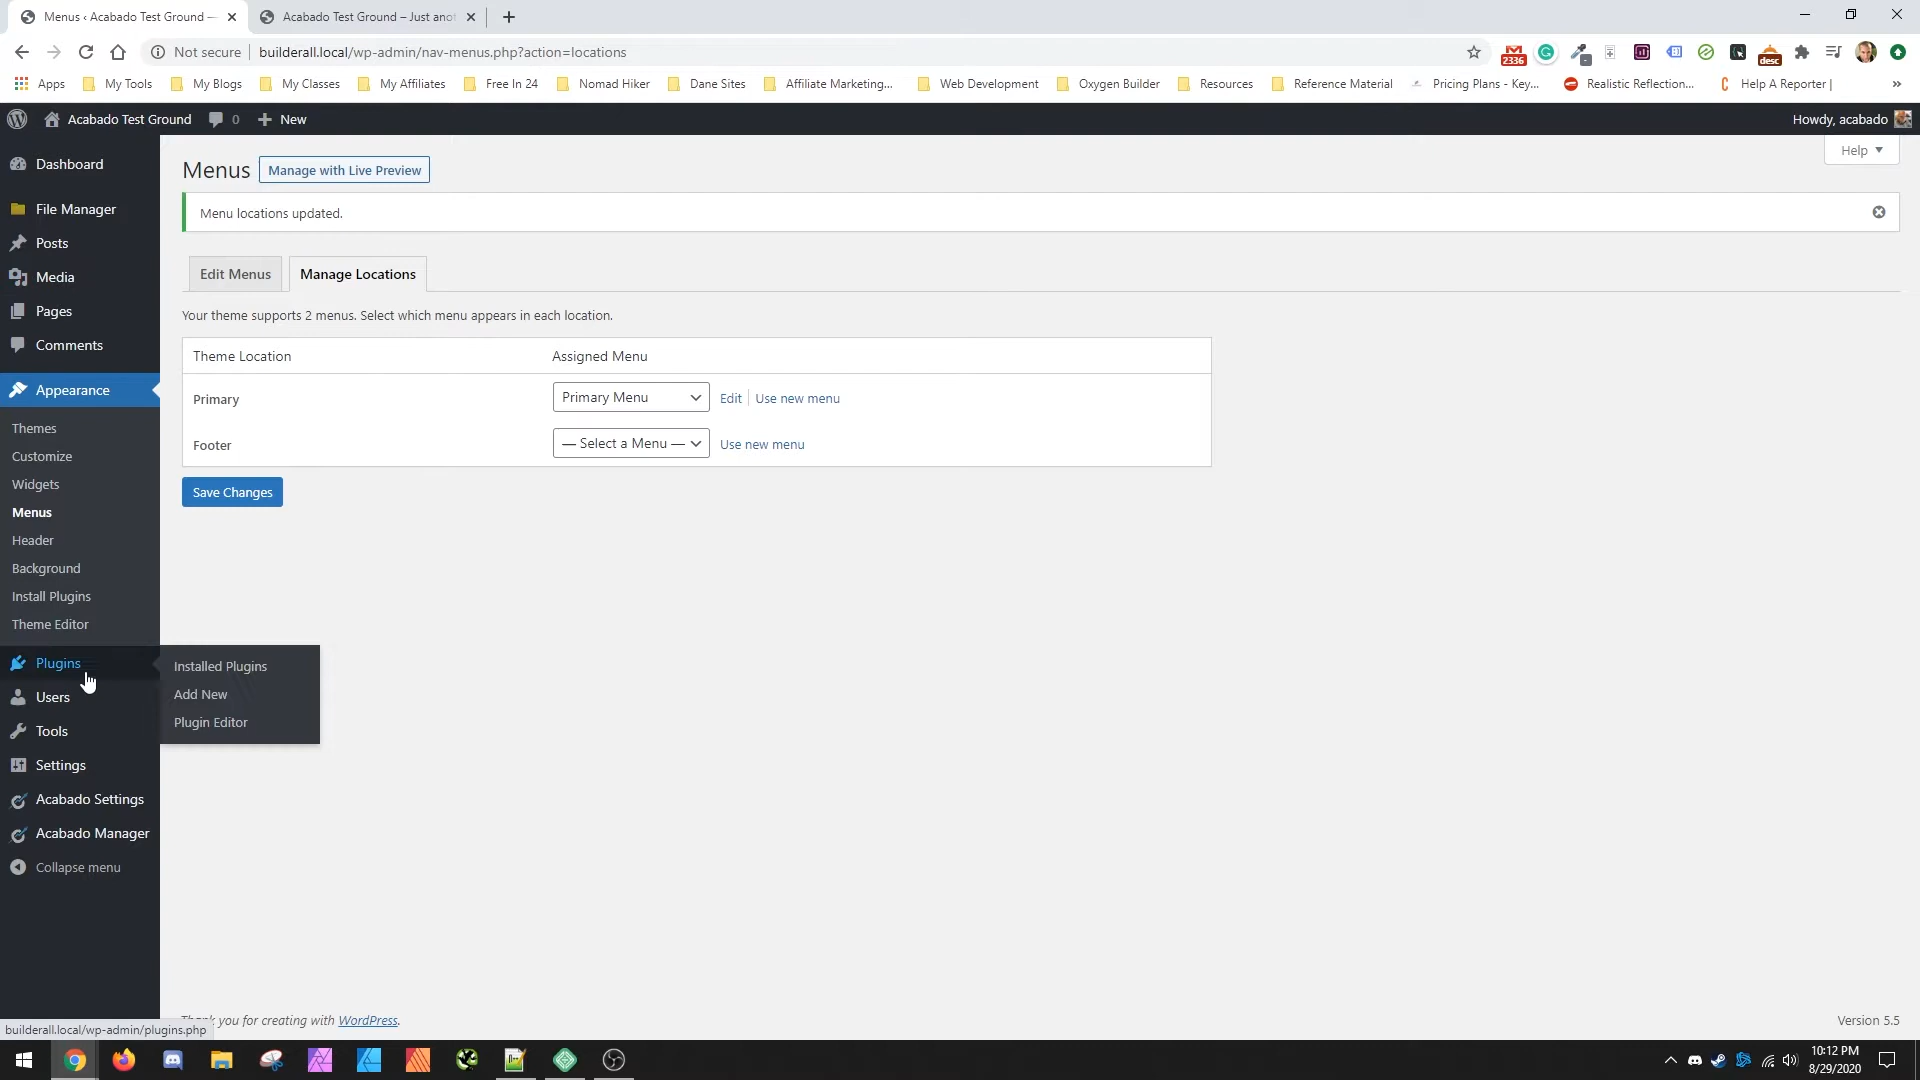 Menus ‹ Acabado Test Ground —
Acabado Test Ground – Just anot
Not secure
builderall.local/wp-admin/nav-menus.php?action=locations
2336
desc
Apps
My Tools
My Blogs
My Classes
My Affiliates
Free In 24
Nomad Hiker
Dane Sites
Affiliate Marketing...
Web Development
Oxygen Builder
Resources
Reference Material
Pricing Plans - Key...
Realistic Reflection...
Help A Reporter |
»
Acabado Test Ground
0
New
Howdy, acabado
Dashboard
File Manager
Posts
Media
Pages
Comments
Appearance
Themes
Customize
Widgets
Menus
Header
Background
Install Plugins
Theme Editor
Plugins
Users
Tools
Settings
Acabado Settings
Acabado Manager
Collapse menu
Installed Plugins
Add New
Plugin Editor
Help
Menus
Manage with Live Preview
Menu locations updated.
Edit Menus
Manage Locations
Your theme supports 2 menus. Select which menu appears in each location.
Theme Location
Assigned Menu
Primary
Primary Menu
Edit
Use new menu
Footer
— Select a Menu —
Use new menu
Save Changes
Thank you for creating with WordPress.
Version 5.5
builderall.local/wp-admin/plugins.php
10:12 PM
8/29/2020